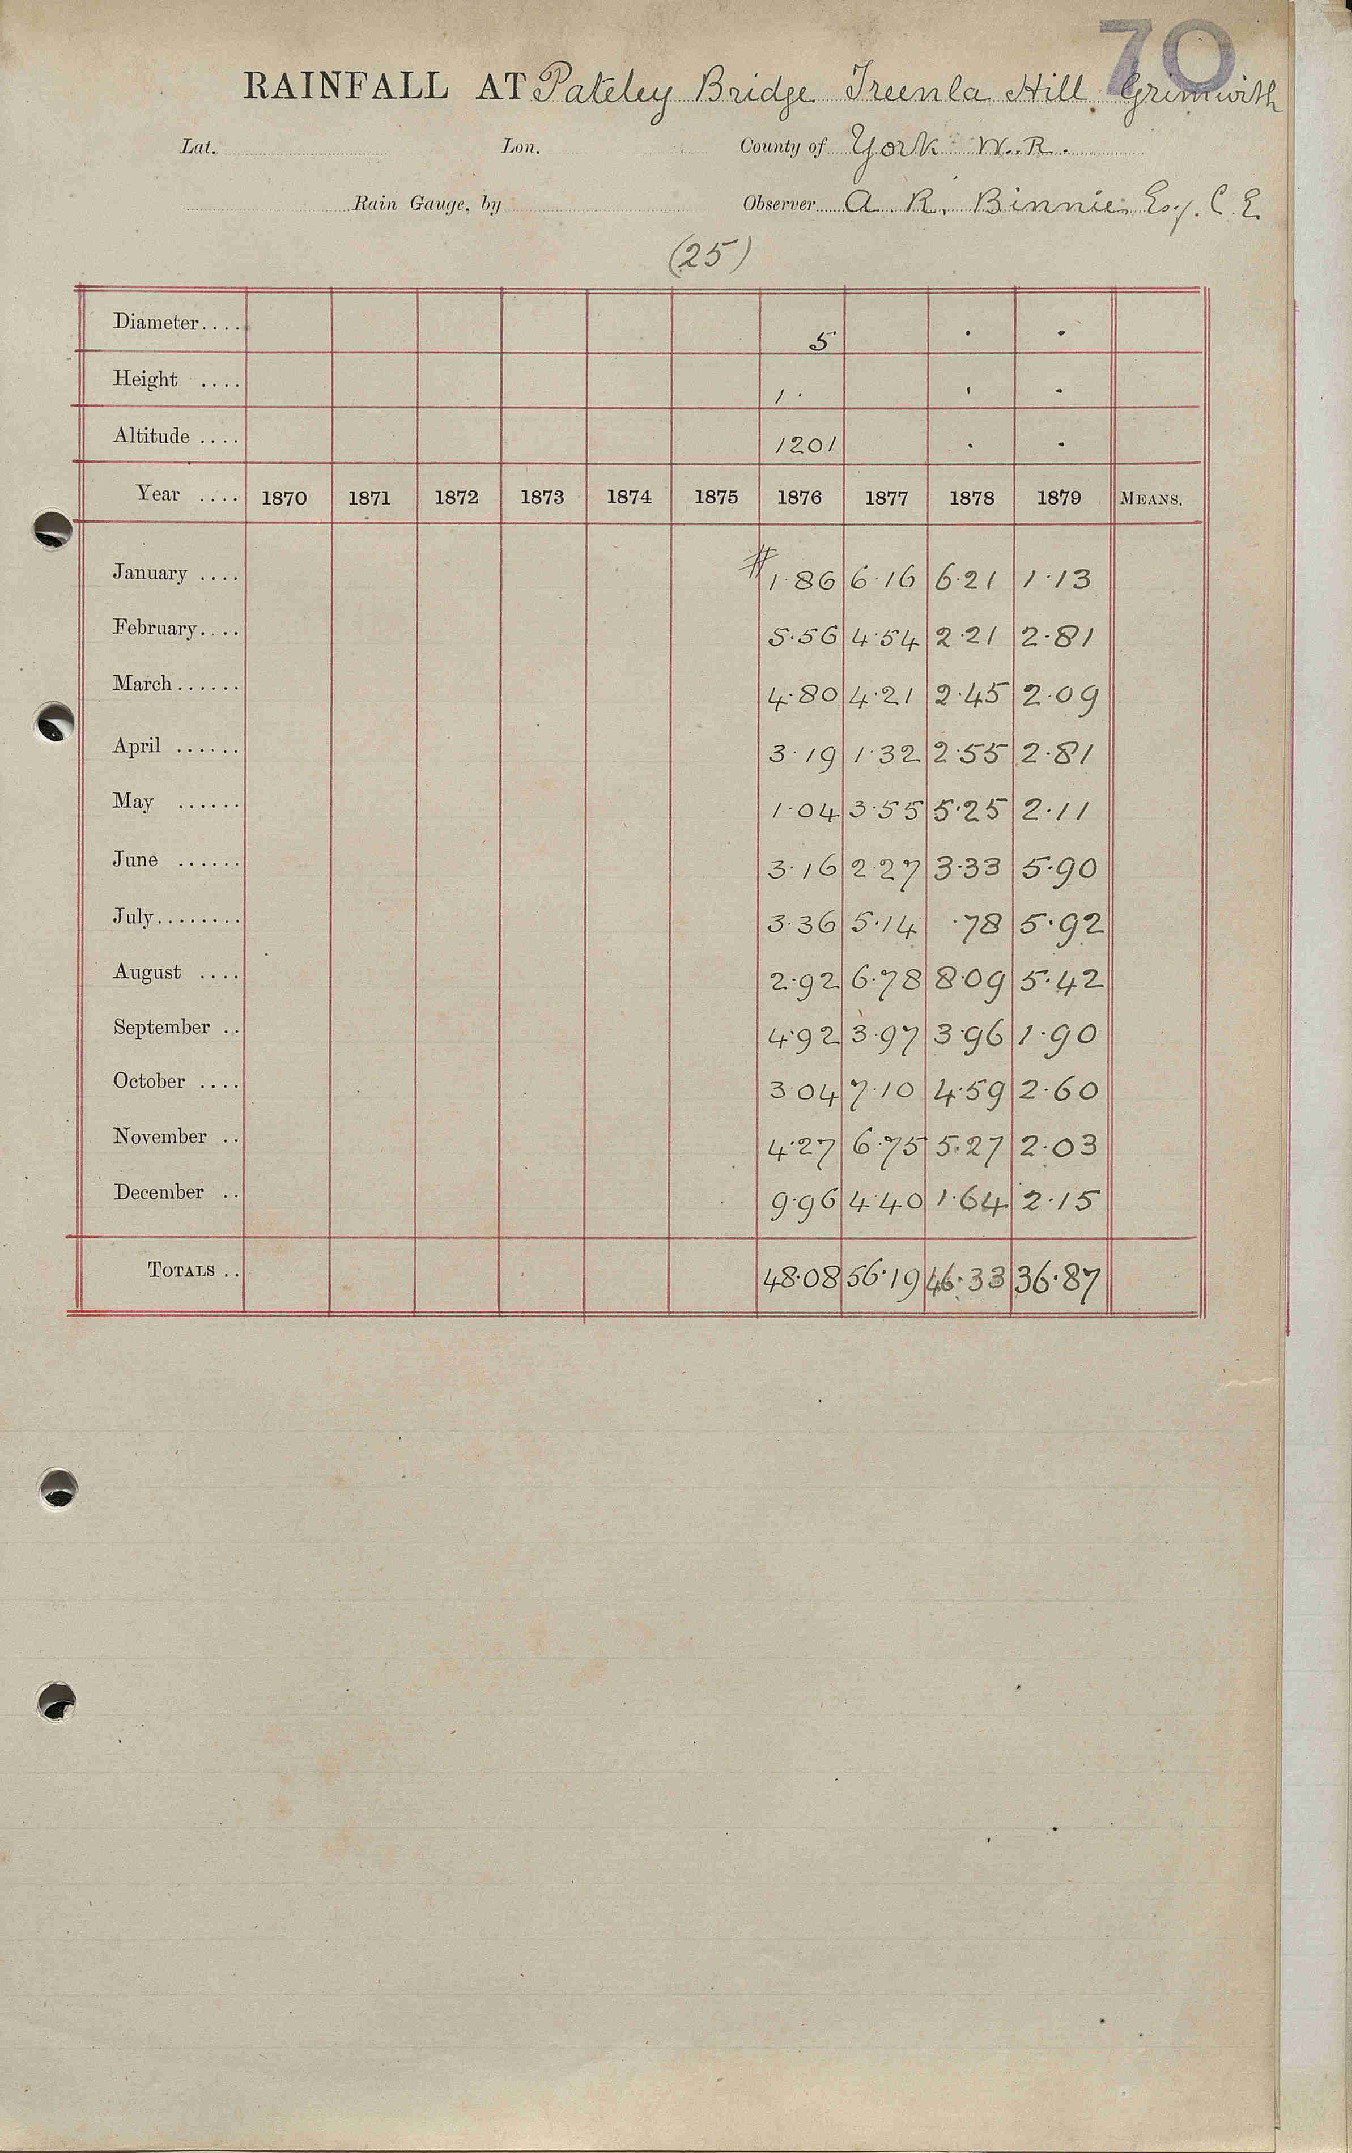 70
RAINFALL AT Pateley Bridge Hill Grimwith
Lat. Lon. County of York W.R.
Rain Gauge, by Observer A. R. Binnie Esq. C.E.
(25)
Diameter.... 5 . .
Height .... 1. . .
Altitude .... 1201 . .
Year .... 1870 1871 1872 1873 1874 1875 1876 1877 1878 1879 MEANS.
January .... #1.86 6.16 6.21 1.13
February.... 5.56 4.54 2.21 2.81
March...... 4.80 4.21 2.45 2.09
April ...... 3.19 1.32 2.55 2.81
May ...... 1.04 3.55 5.25 2.11
June ...... 3.16 2.27 3.33 5.90
July........ 3.36 5.14 .78 5.92
August .... 2.92 6.78 8.09 5.42
September .. 4.92 3.97 3.96 1.90
October .... 3.04 7.10 4.59 2.60
November .. 4.27 6.75 5.27 2.03
December .. 9.96 4.40 1.64 2.15
TOTALS .. 48.08 56.19 46.33 36.87